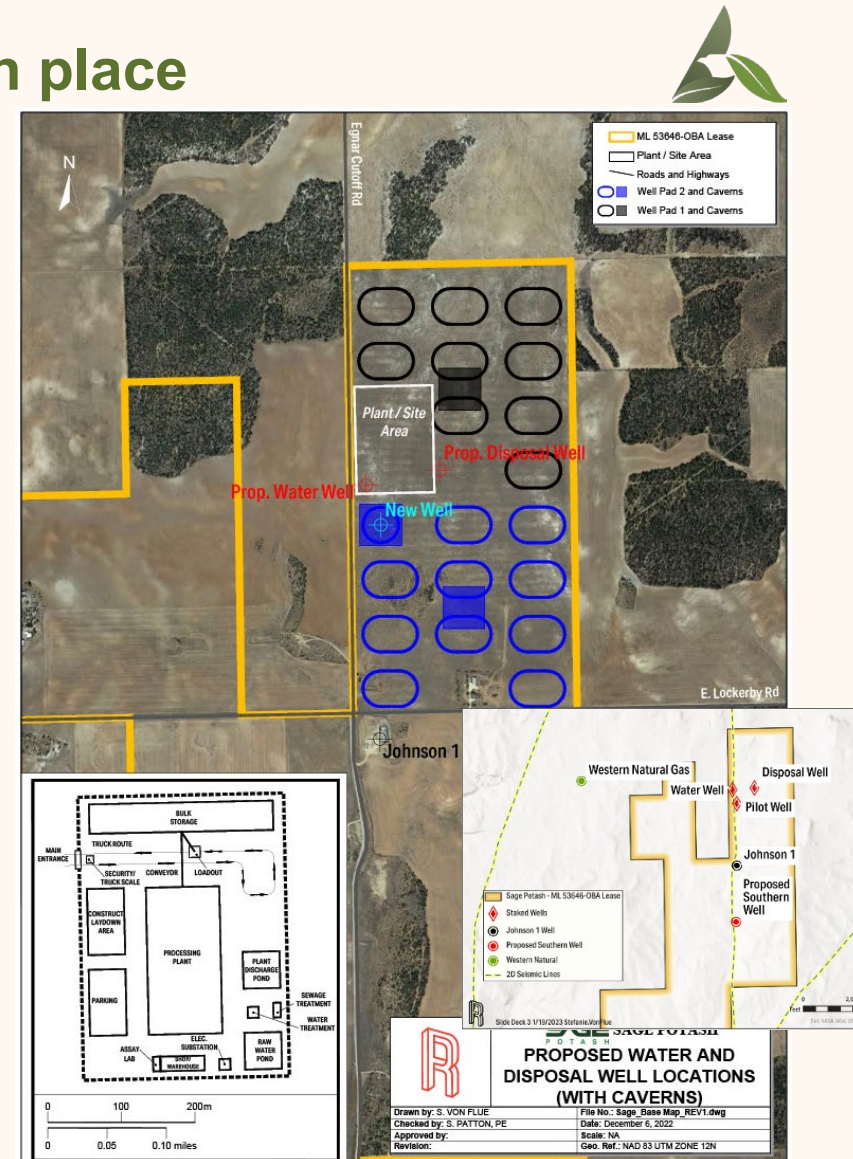 n place
N
Egnar Cutoff Rd
ML 53646-OBA Lease
Plant / Site Area
Roads and Highways
Well Pad 2 and Caverns
Well Pad 1 and Caverns
Plant / Site
Area
Prop. Disposal Well
Prop. Water Well
New Well
E. Lockerby Rd
Johnson 1
Western Natural Gas
Disposal Well
Water Well
Pilot Well
Johnson 1
Proposed
Southern
Well
Sage Potash - ML 53646-OBA Lease
Staked Wells
Johnson 1 Well
Proposed Southern Well
Western Natural
2D Seismic Lines
0
Feet
Slide Deck 3 1/19/2023 Stefanie.VonFlue
BULK
STORAGE
TRUCK ROUTE
MAIN
ENTRANCE
SECURITY/
TRUCK SCALE
CONVEYOR
LOADOUT
CONSTRUCT
LAYDOWN
AREA
PROCESSING
PLANT
PLANT
DISCHARGE
POND
PARKING
SEWAGE
TREATMENT
WATER
TREATMENT
ELEC.
SUBSTATION
ASSAY
LAB
SHOP/
WAREHOUSE
RAW
WATER
POND
0 100 200m
0 0.05 0.10 miles
SAGE POTASH
POTASH
PROPOSED WATER AND
DISPOSAL WELL LOCATIONS
(WITH CAVERNS)
Drawn by: S. VON FLUE
File No.: Sage_Base Map_REV1.dwg
Checked by: S. PATTON, PE
Date: December 6, 2022
Approved by:
Scale: NA
Revision:
Geo. Ref.: NAD 83 UTM ZONE 12N